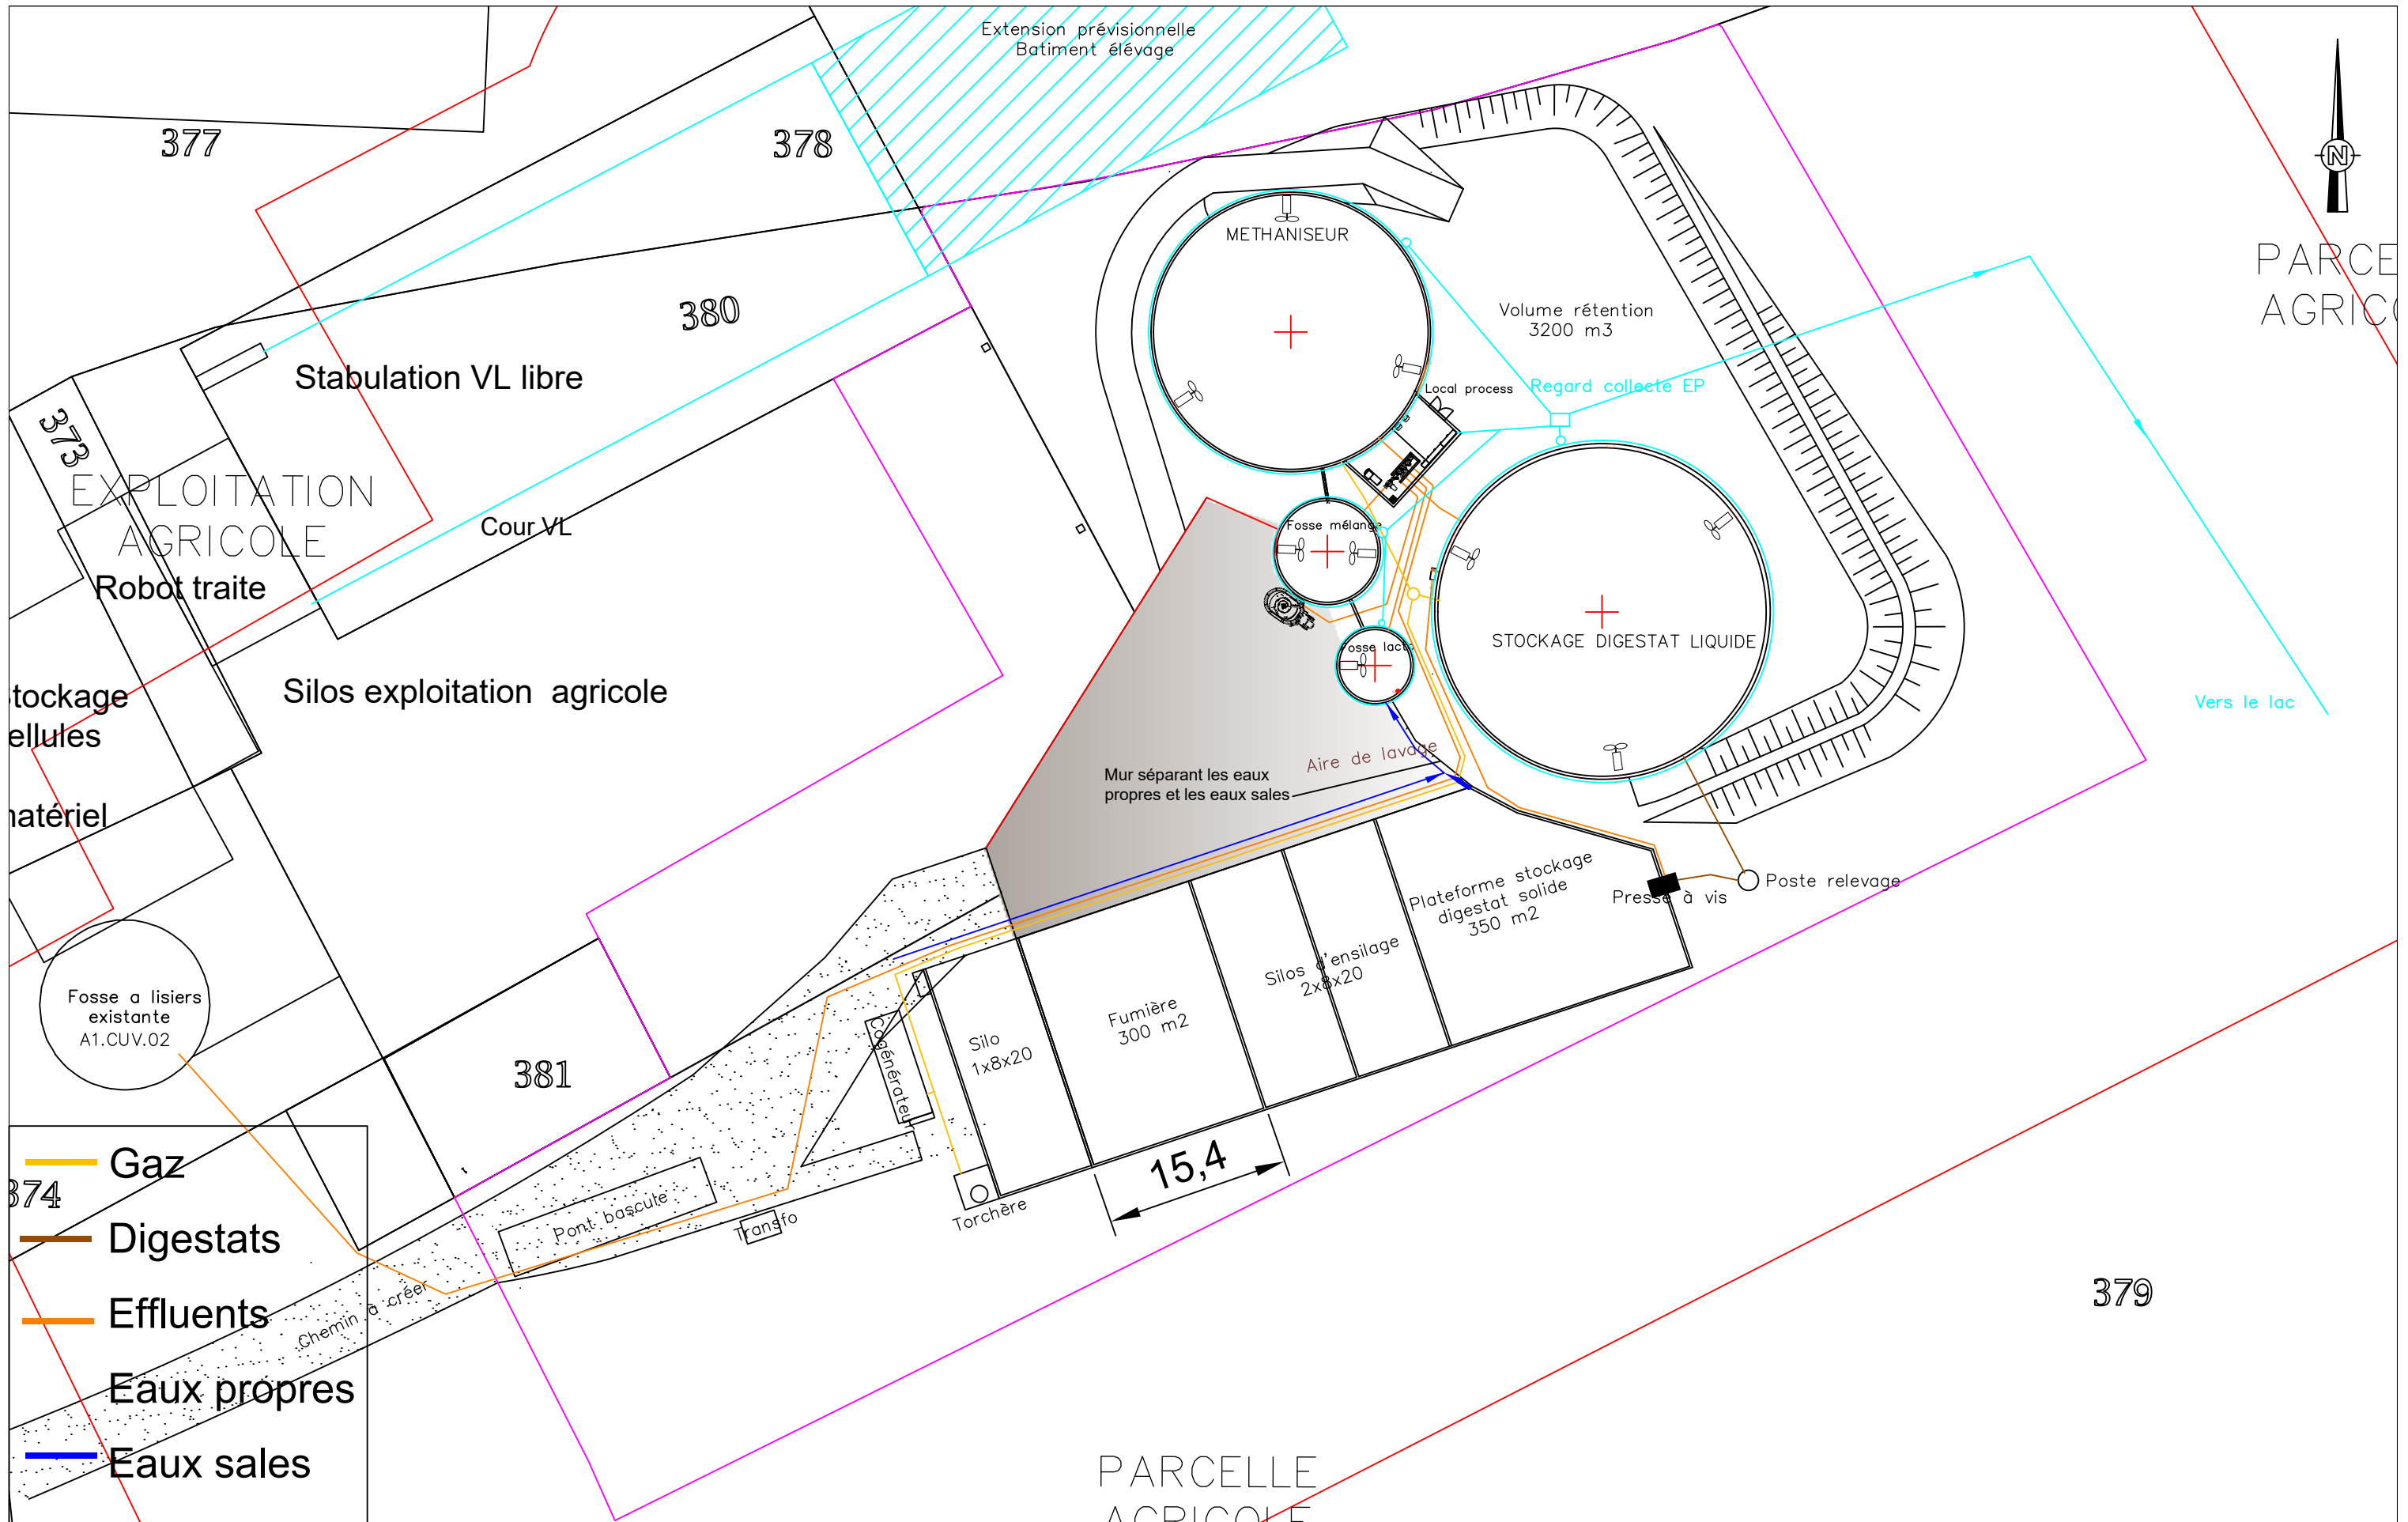 Extension prévisionnelle
Batiment élévage
377
378
N
METHANISEUR
PARCE
AGRICO
380
Volume rétention
3200 m3
Stabulation VL libre
Local process
Regard collecte EP
373
EXPLOITATION
AGRICOLE
Cour VL
Fosse mélange
Robot traite
STOCKAGE DIGESTAT LIQUIDE
Fosse lact
Silos exploitation  agricole
tockage
ellules
Vers le lac
Aire de lavage
Mur séparant les eaux
propres et les eaux sales
matériel
Plateforme stockage
digestat solide
350 m2
Poste relevage
Presse à vis
Silos d'ensilage
2x8x20
Fosse a lisiers
existante
A1.CUV.02
Fumière
300 m2
Silo
1x8x20
Cogénérateur
381
15,4
Gaz
374
Pont bascule
Transfo
Torchère
Digestats
Effluents
Chemin à créer
379
Eaux propres
Eaux sales
PARCELLE
AGRICOLE